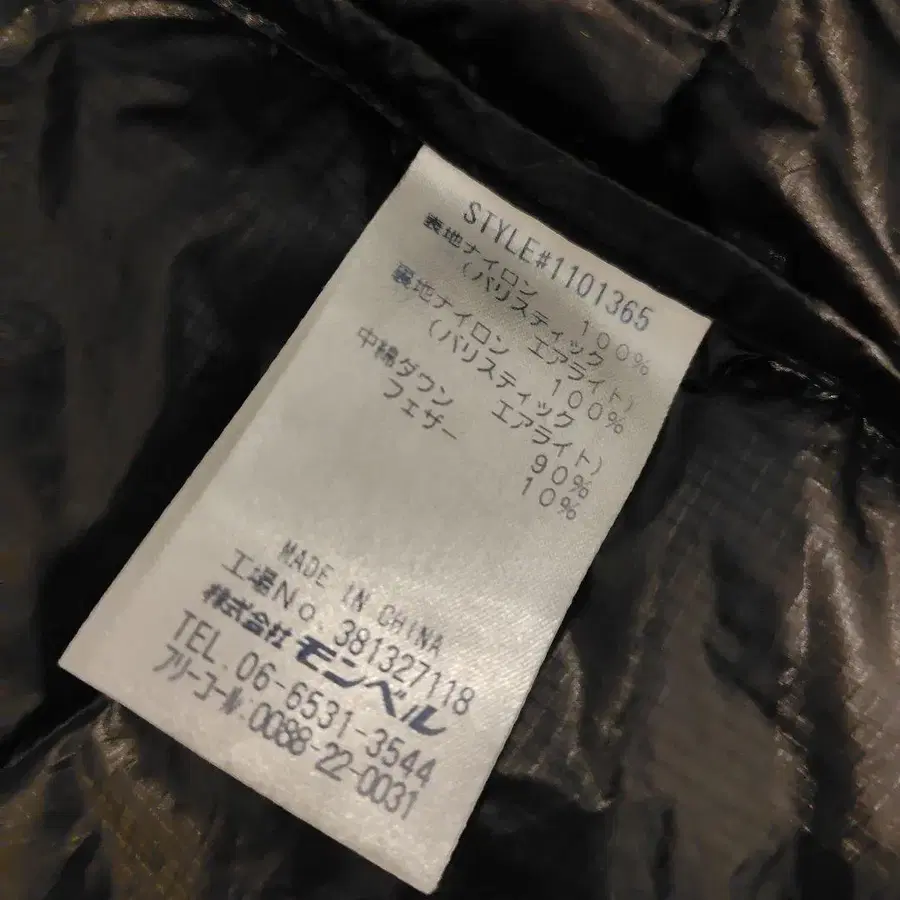 STYLE#1101365
表地ナイロン 100%
(バリスティック エアライト)
裏地ナイロン 100%
(バリスティック エアライト)
中綿ダウン 90%
フェザー 10%
MADE IN CHINA
工場No. 381327118
株式会社モンベル
TEL. 06-6531-3544
フリーコール:0088-22-0031